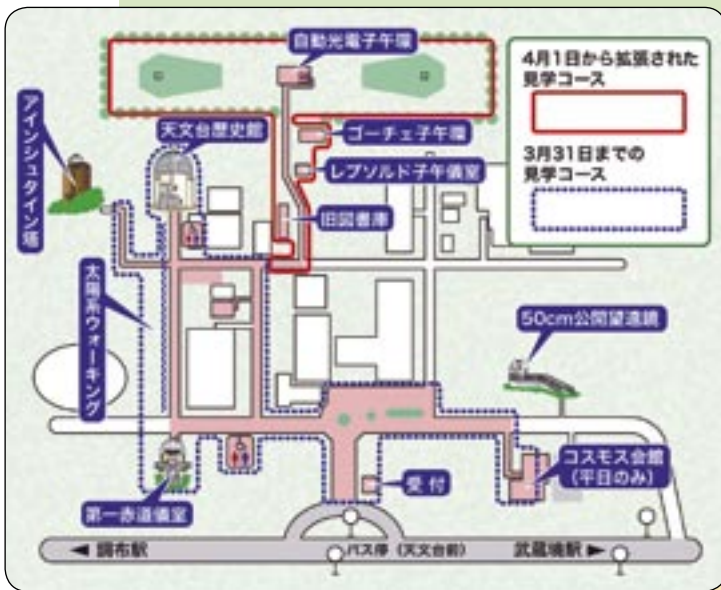 自動光電子午環
4月1日から拡張された
見学コース
3月31日までの
見学コース
ゴーチェ子午環
天文台歴史館
レプソルド子午儀室
アインシュタイン塔
旧図書庫
太陽系ウォーキング
50cm公開望遠鏡
コスモス会館
(平日のみ)
受付
第一赤道儀室
◀ 調布駅
バス停(天文台前)
武蔵境駅 ▶